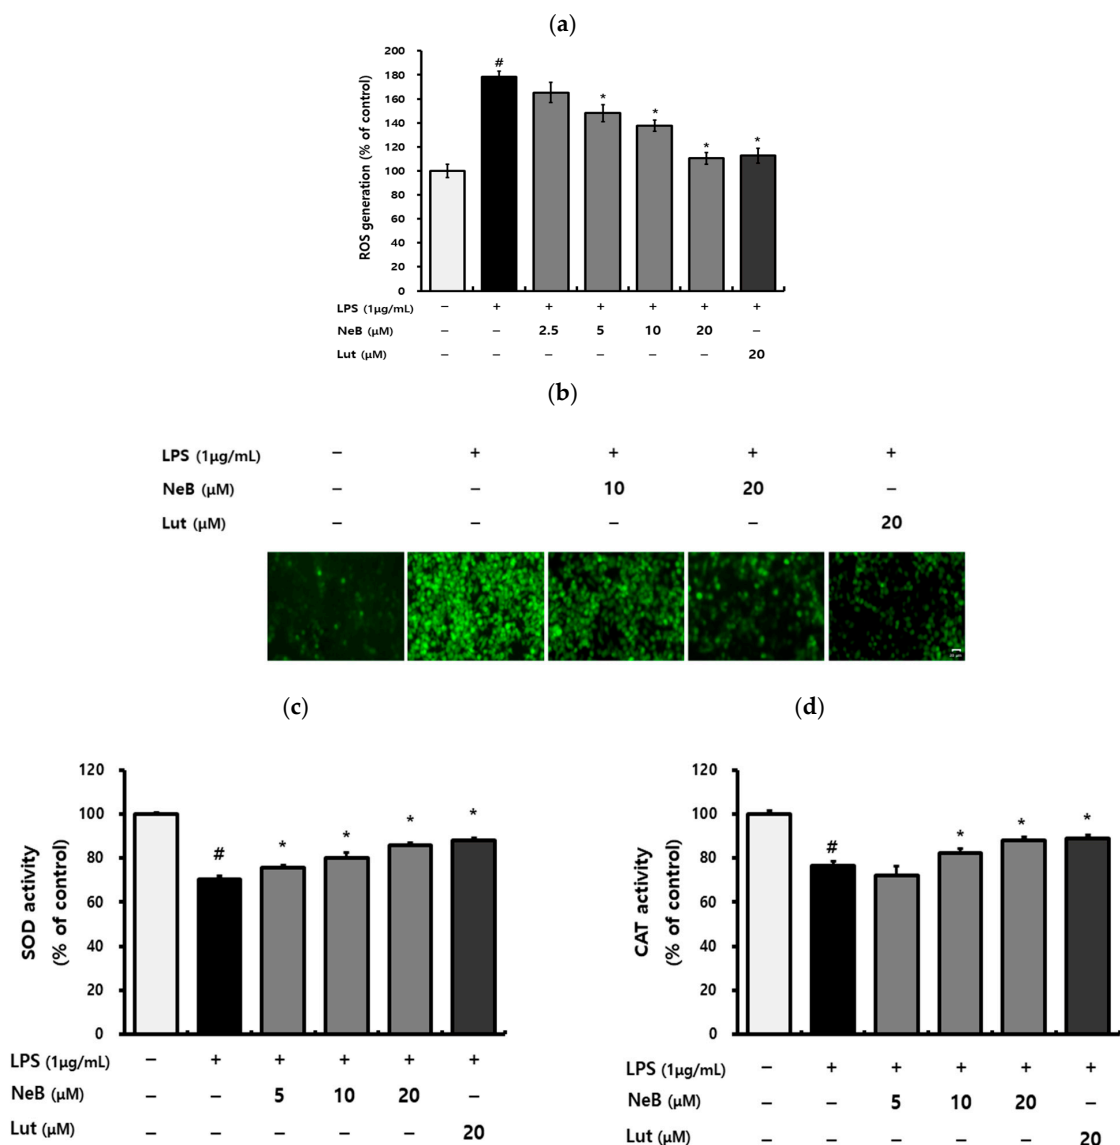 (a)
200
#
180
160
*
140
*
120
*
*
100
80
60
40
20
0
ROS generation (% of control)
LPS (1μg/mL) – + + + + + +
NeB (μM) – – 2.5 5 10 20 –
Lut (μM) – – – – – – 20
(b)
LPS (1μg/mL) – + + + +
NeB (μM) – – 10 20 –
Lut (μM) – – – – 20
(c)
120
100
80
60
40
20
0
SOD activity
(% of control)
# * * * *
LPS (1μg/mL) – + + + + +
NeB (μM) – – 5 10 20 –
Lut (μM) – – – – – 20
(d)
120
100
80
60
40
20
0
CAT activity
(% of control)
# * * *
LPS (1μg/mL) – + + + + +
NeB (μM) – – 5 10 20 –
Lut (μM) – – – – – 20